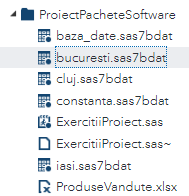 ProiectPacheteSoftware
baza_date.sas7bdat
bucuresti.sas7bdat
cluj.sas7bdat
constanta.sas7bdat
ExercitiiProiect.sas
ExercitiiProiect.sas~
iasi.sas7bdat
ProduseVandute.xlsx